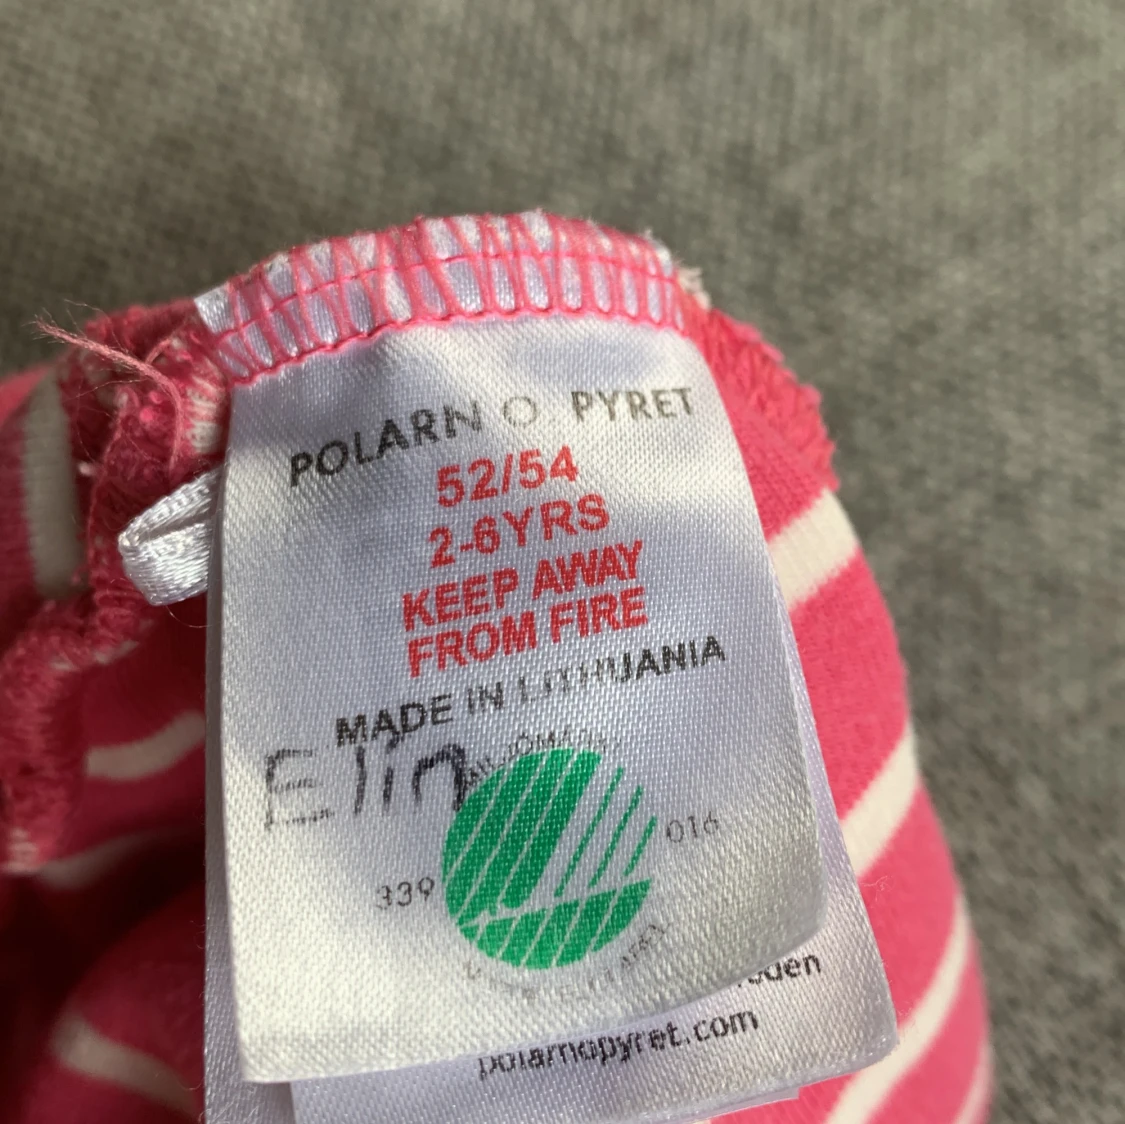 POLARN O. PYRET
52/54
2-6YRS
KEEP AWAY
FROM FIRE
MADE IN LITHUANIA
Elin
339
016
polarnopyret.com